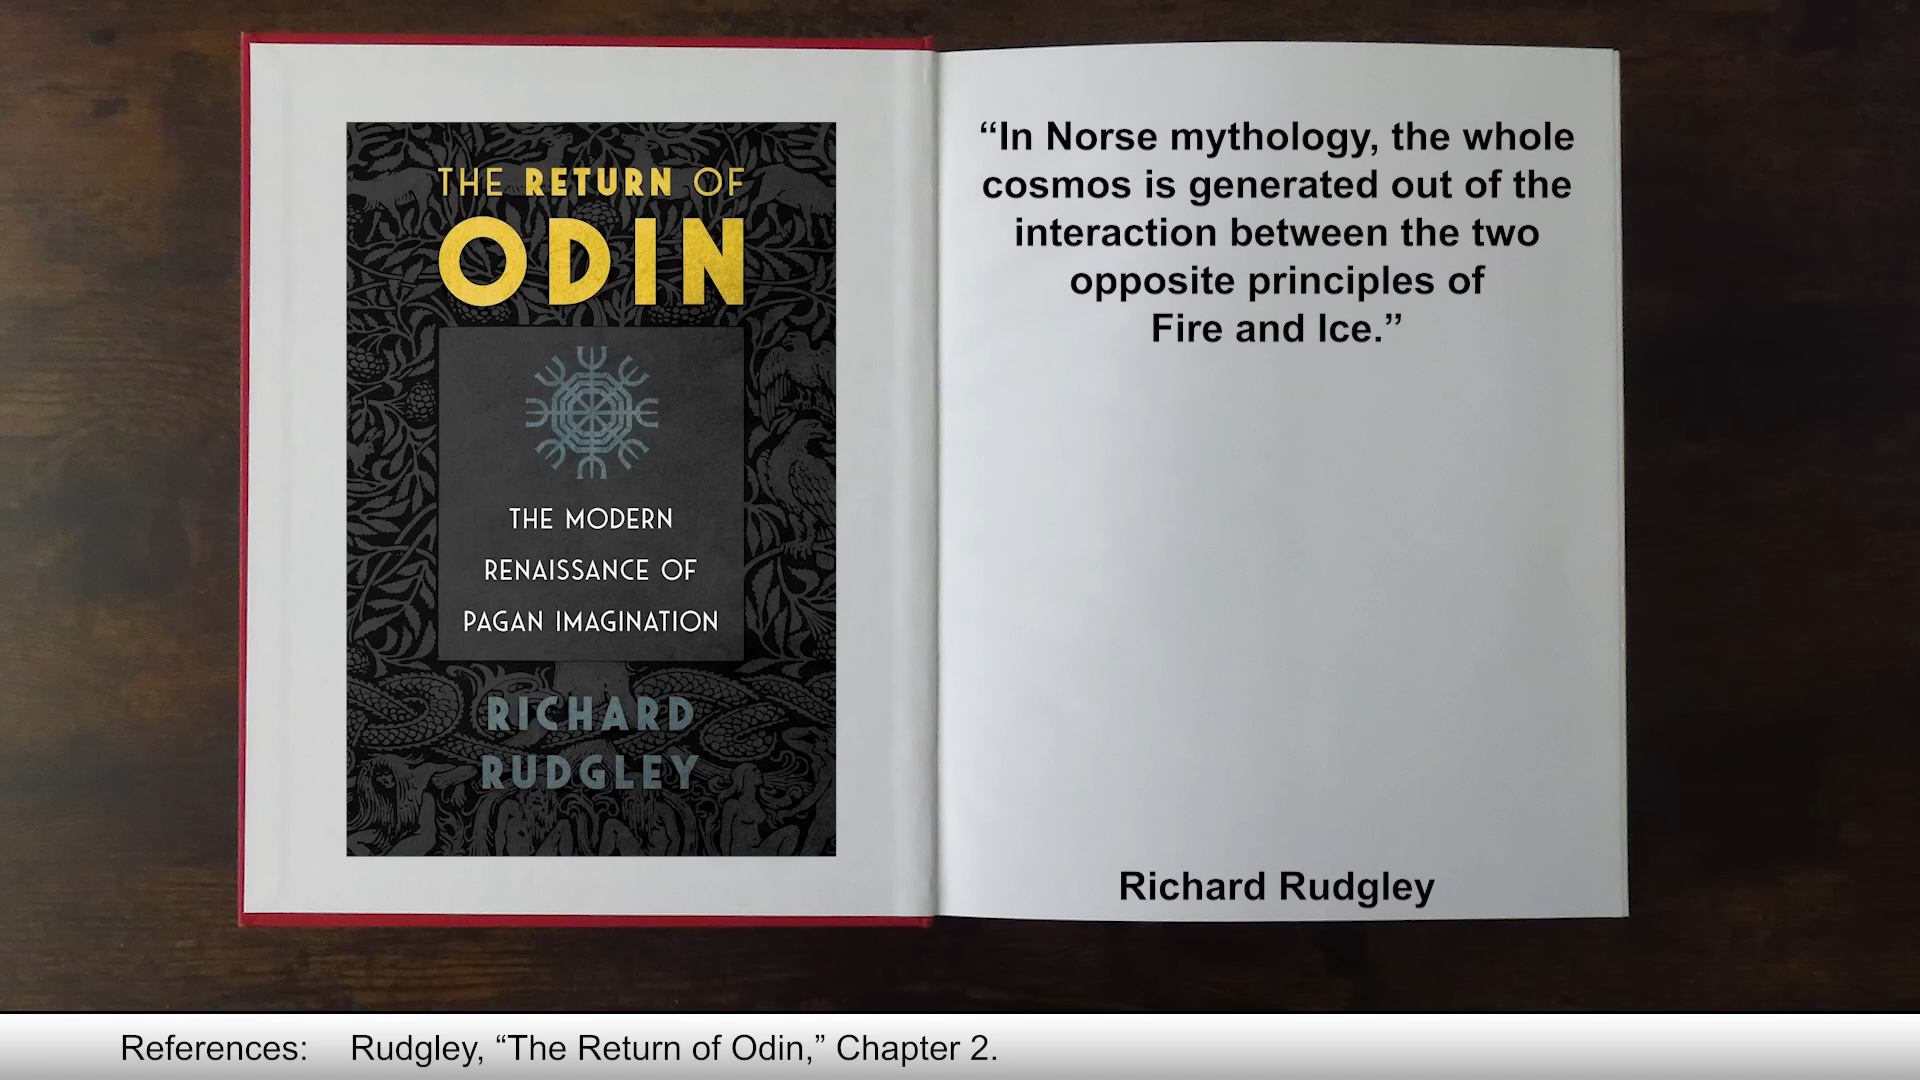 THE RETURN OF
ODIN
THE MODERN
RENAISSANCE OF
PAGAN IMAGINATION
RICHARD
RUDGLEY
“In Norse mythology, the whole
cosmos is generated out of the
interaction between the two
opposite principles of
Fire and Ice.”
Richard Rudgley
References: Rudgley, “The Return of Odin,” Chapter 2.